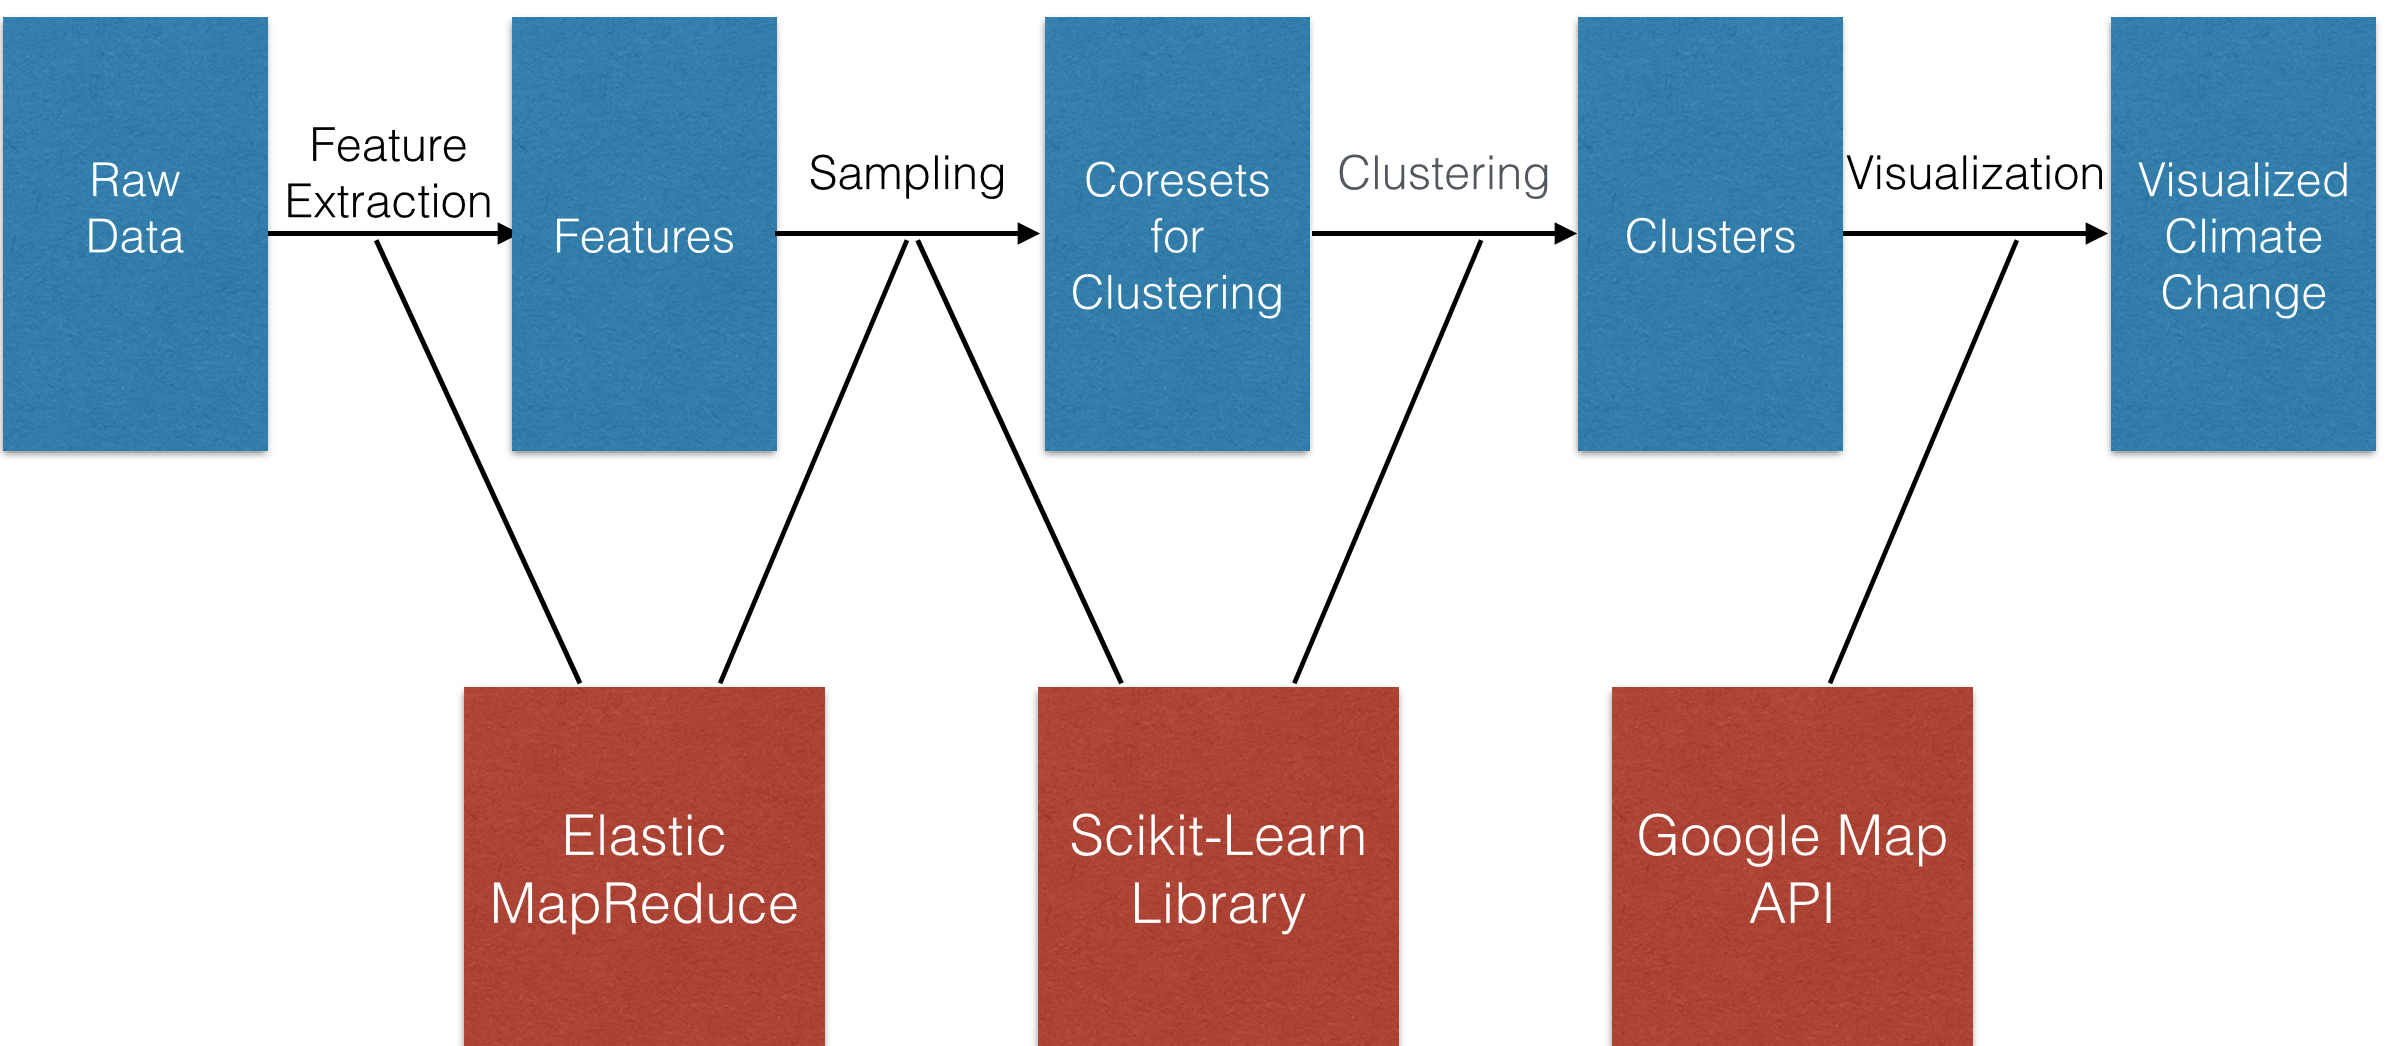 Raw
Data
Feature
Extraction
Features
Sampling
Coresets
for
Clustering
Clustering
Clusters
Visualization
Visualized
Climate
Change
Elastic
MapReduce
Scikit-Learn
Library
Google Map
API